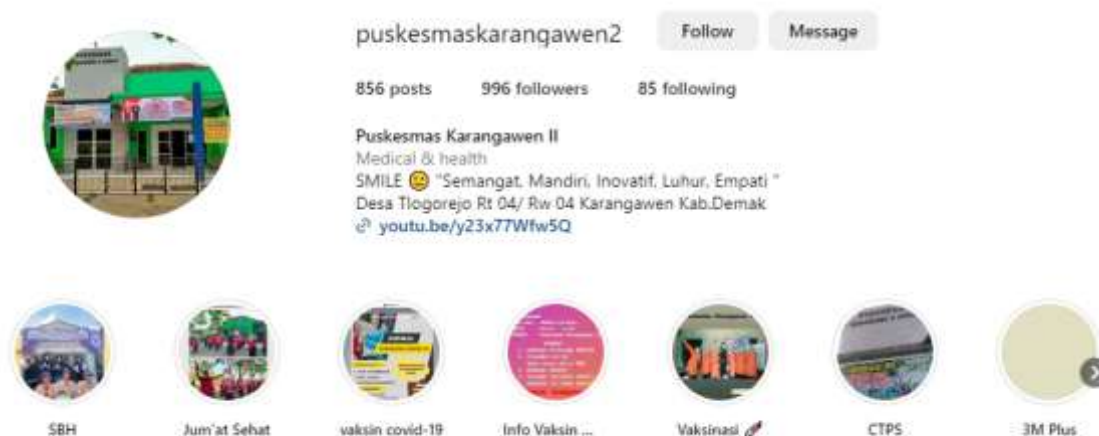 puskesmaskarangawen2 Follow Message
856 posts 996 followers 85 following
Puskesmas Karangawen II
Medical & health
SMILE 😐 "Semangat, Mandiri, Inovatif, Luhur, Empati "
Desa Tlogorejo Rt 04/ Rw 04 Karangawen Kab.Demak
youtu.be/y23x77Wfw5Q
SBH Jum'at Sehat vaksin covid-19 Info Vaksin ... Vaksinasi 💉 CTPS 3M Plus